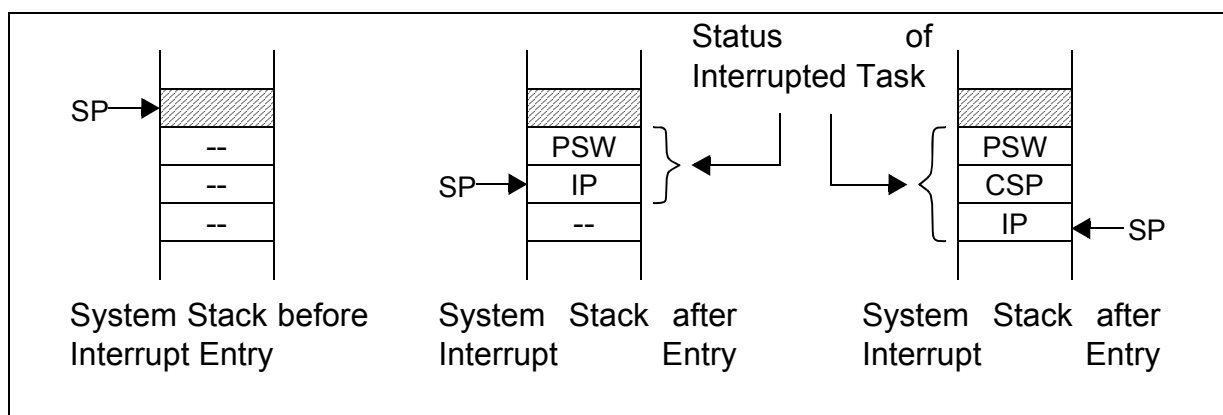 Status of
Interrupted Task
SP
--
--
--
PSW
IP
--
SP
PSW
CSP
IP
SP
System Stack before
Interrupt Entry
System Stack after
Interrupt Entry
System Stack after
Interrupt Entry